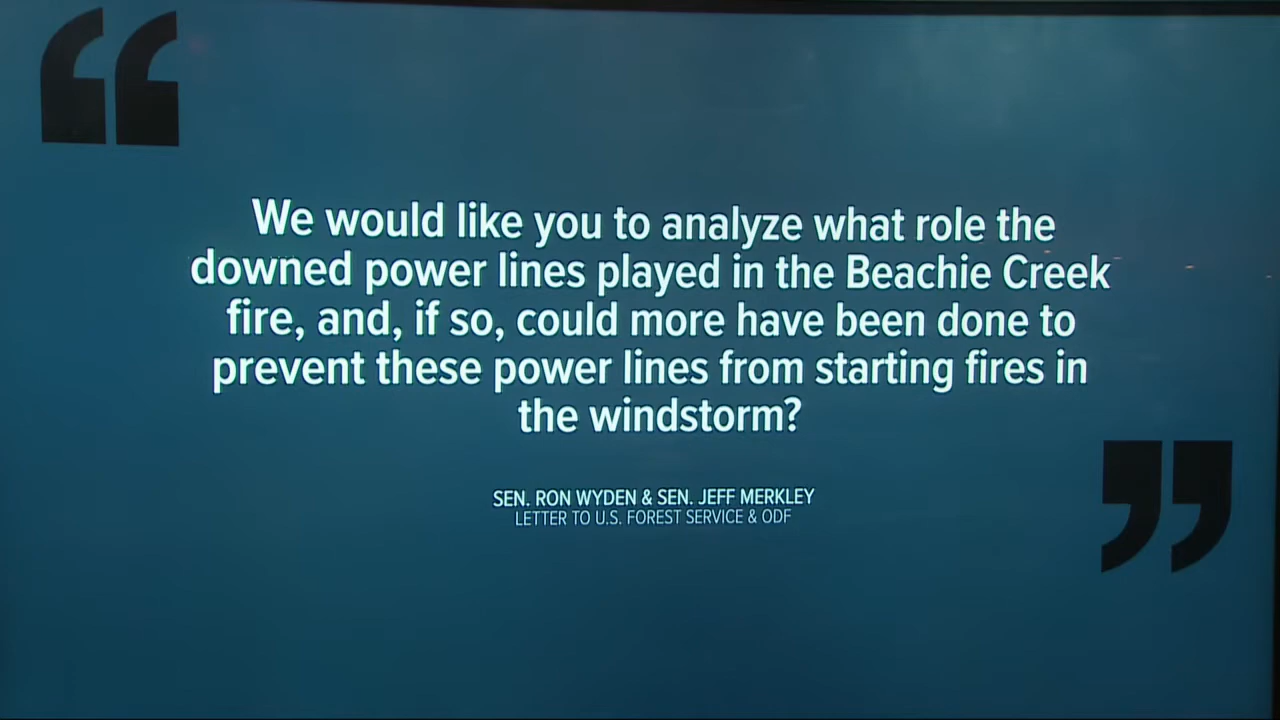 “
We would like you to analyze what role the
downed power lines played in the Beachie Creek
fire, and, if so, could more have been done to
prevent these power lines from starting fires in
the windstorm?
”
SEN. RON WYDEN & SEN. JEFF MERKLEY
LETTER TO U.S. FOREST SERVICE & ODF